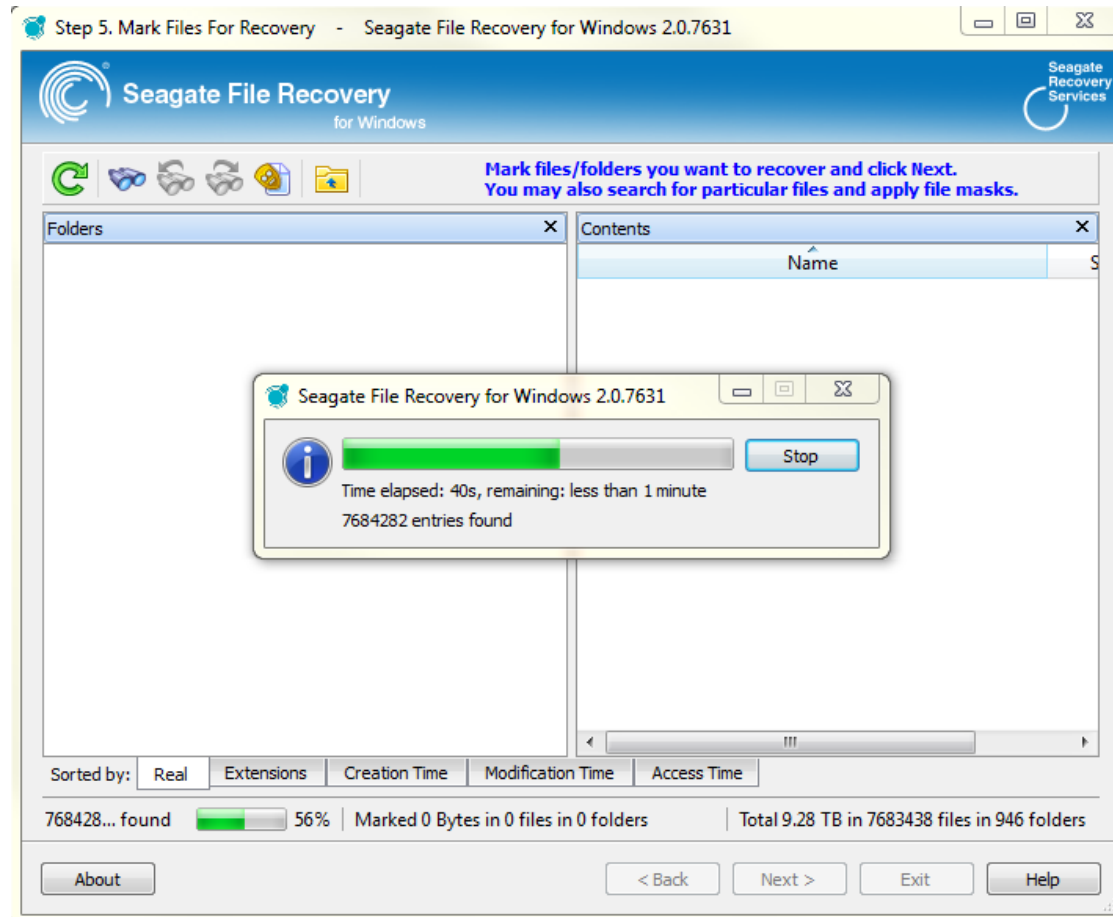 Step 5. Mark Files For Recovery - Seagate File Recovery for Windows 2.0.7631
Seagate File Recovery
for Windows
Seagate
Recovery
Services
Mark files/folders you want to recover and click Next.
You may also search for particular files and apply file masks.
Folders
Contents
Name
S
Seagate File Recovery for Windows 2.0.7631
Stop
Time elapsed: 40s, remaining: less than 1 minute
7684282 entries found
Sorted by: Real Extensions Creation Time Modification Time Access Time
768428... found 56% Marked 0 Bytes in 0 files in 0 folders Total 9.28 TB in 7683438 files in 946 folders
About < Back Next > Exit Help